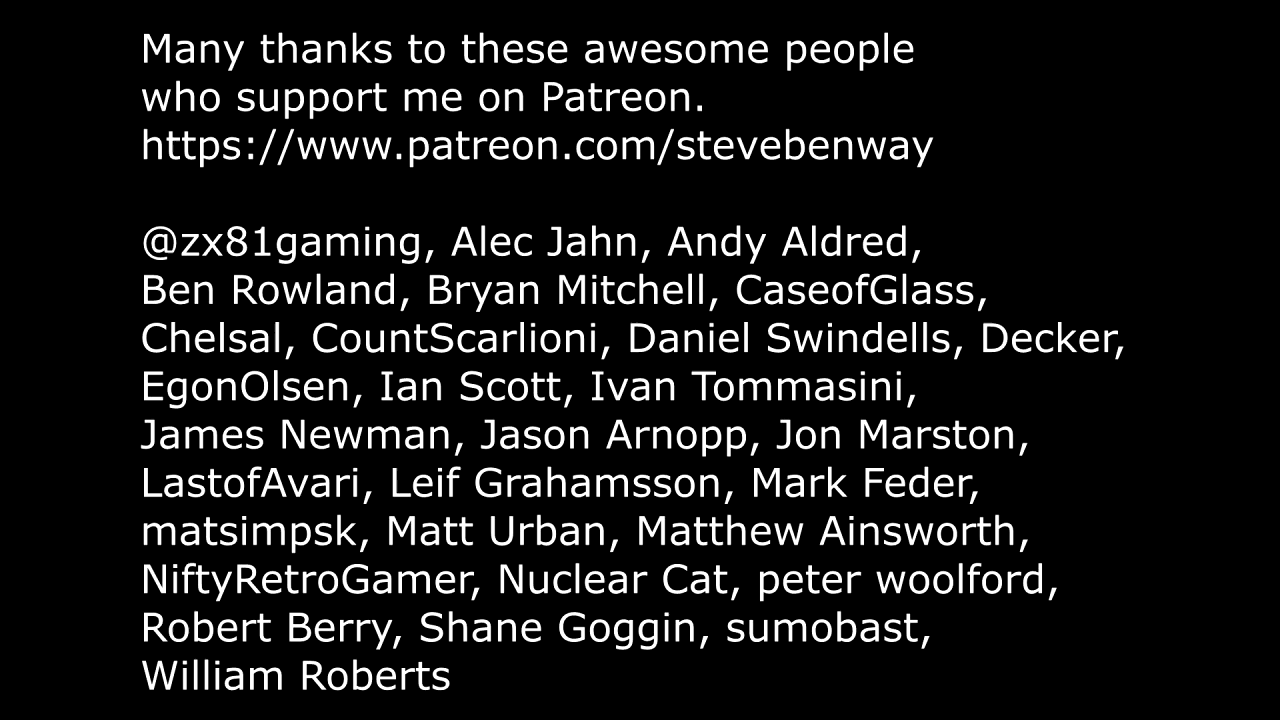 Many thanks to these awesome people
who support me on Patreon.
https://www.patreon.com/stevebenway
@zx81gaming, Alec Jahn, Andy Aldred,
Ben Rowland, Bryan Mitchell, CaseofGlass,
Chelsal, CountScarlioni, Daniel Swindells, Decker,
EgonOlsen, Ian Scott, Ivan Tommasini,
James Newman, Jason Arnopp, Jon Marston,
LastofAvari, Leif Grahamsson, Mark Feder,
matsimpsk, Matt Urban, Matthew Ainsworth,
NiftyRetroGamer, Nuclear Cat, peter woolford,
Robert Berry, Shane Goggin, sumobast,
William Roberts